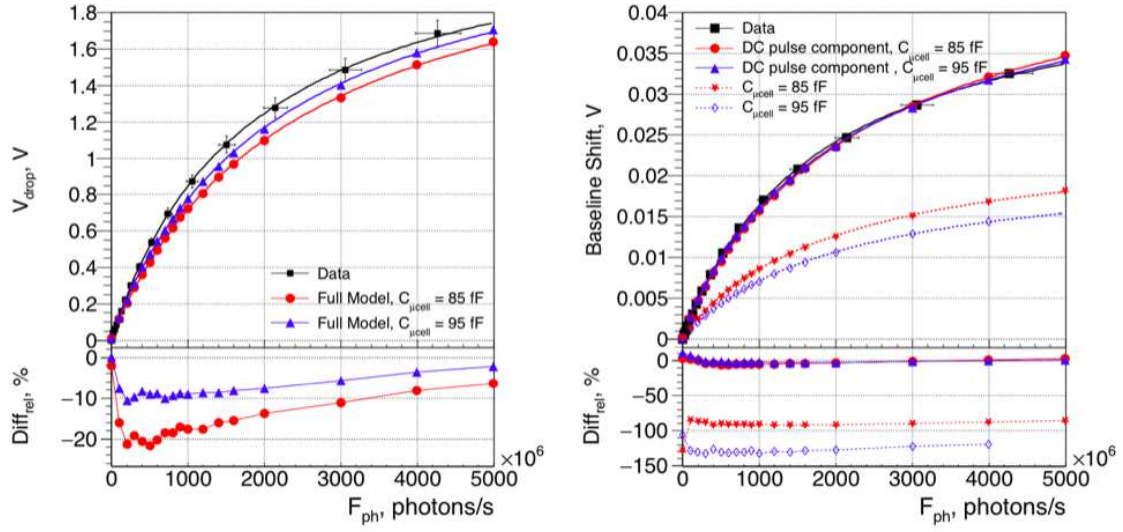 1.8
1.6
1.4
1.2
1
0.8
0.6
0.4
0.2
0
V_drop, V
Data
Full Model, C_μcell = 85 fF
Full Model, C_μcell = 95 fF
0
−10
−20
Diff_rel, %
0 1000 2000 3000 4000 5000
×10^6
F_ph, photons/s
0.04
0.035
0.03
0.025
0.02
0.015
0.01
0.005
0
Baseline Shift, V
Data
DC pulse component, C_μcell = 85 fF
DC pulse component , C_μcell = 95 fF
C_μcell = 85 fF
C_μcell = 95 fF
0
−50
−100
−150
Diff_rel, %
0 1000 2000 3000 4000 5000
×10^6
F_ph, photons/s